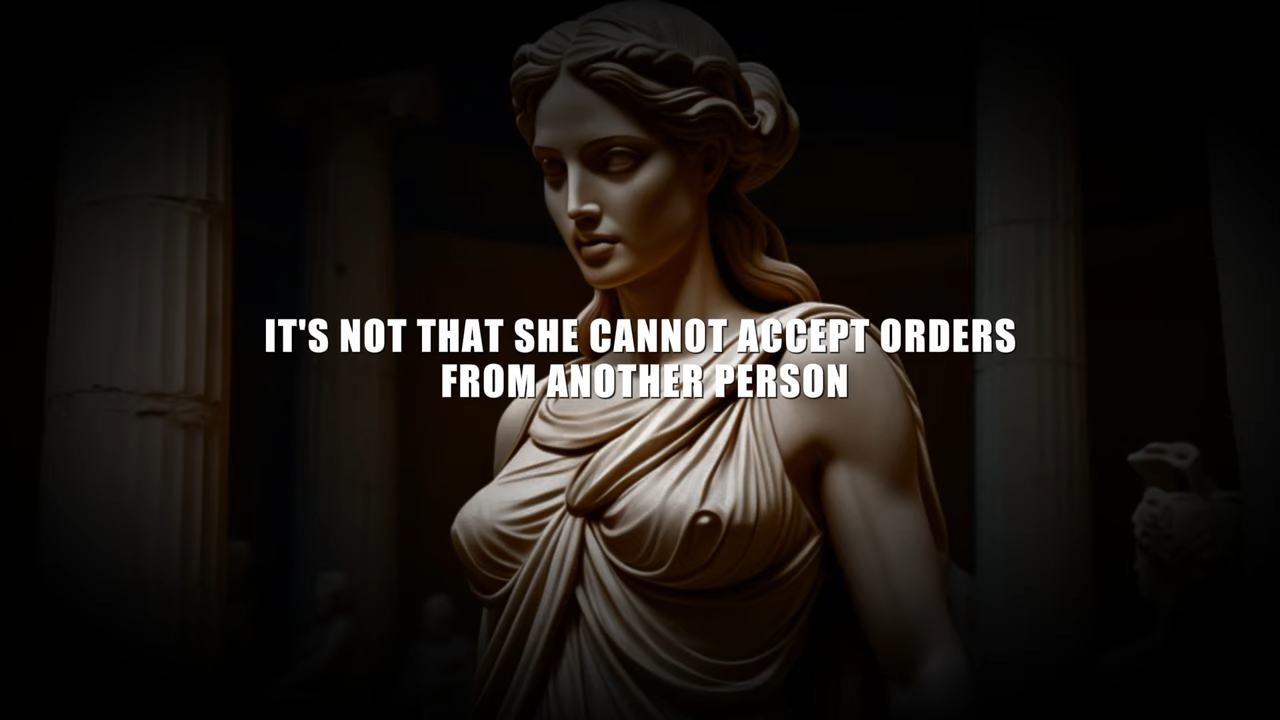 IT'S NOT THAT SHE CANNOT ACCEPT ORDERS
FROM ANOTHER PERSON